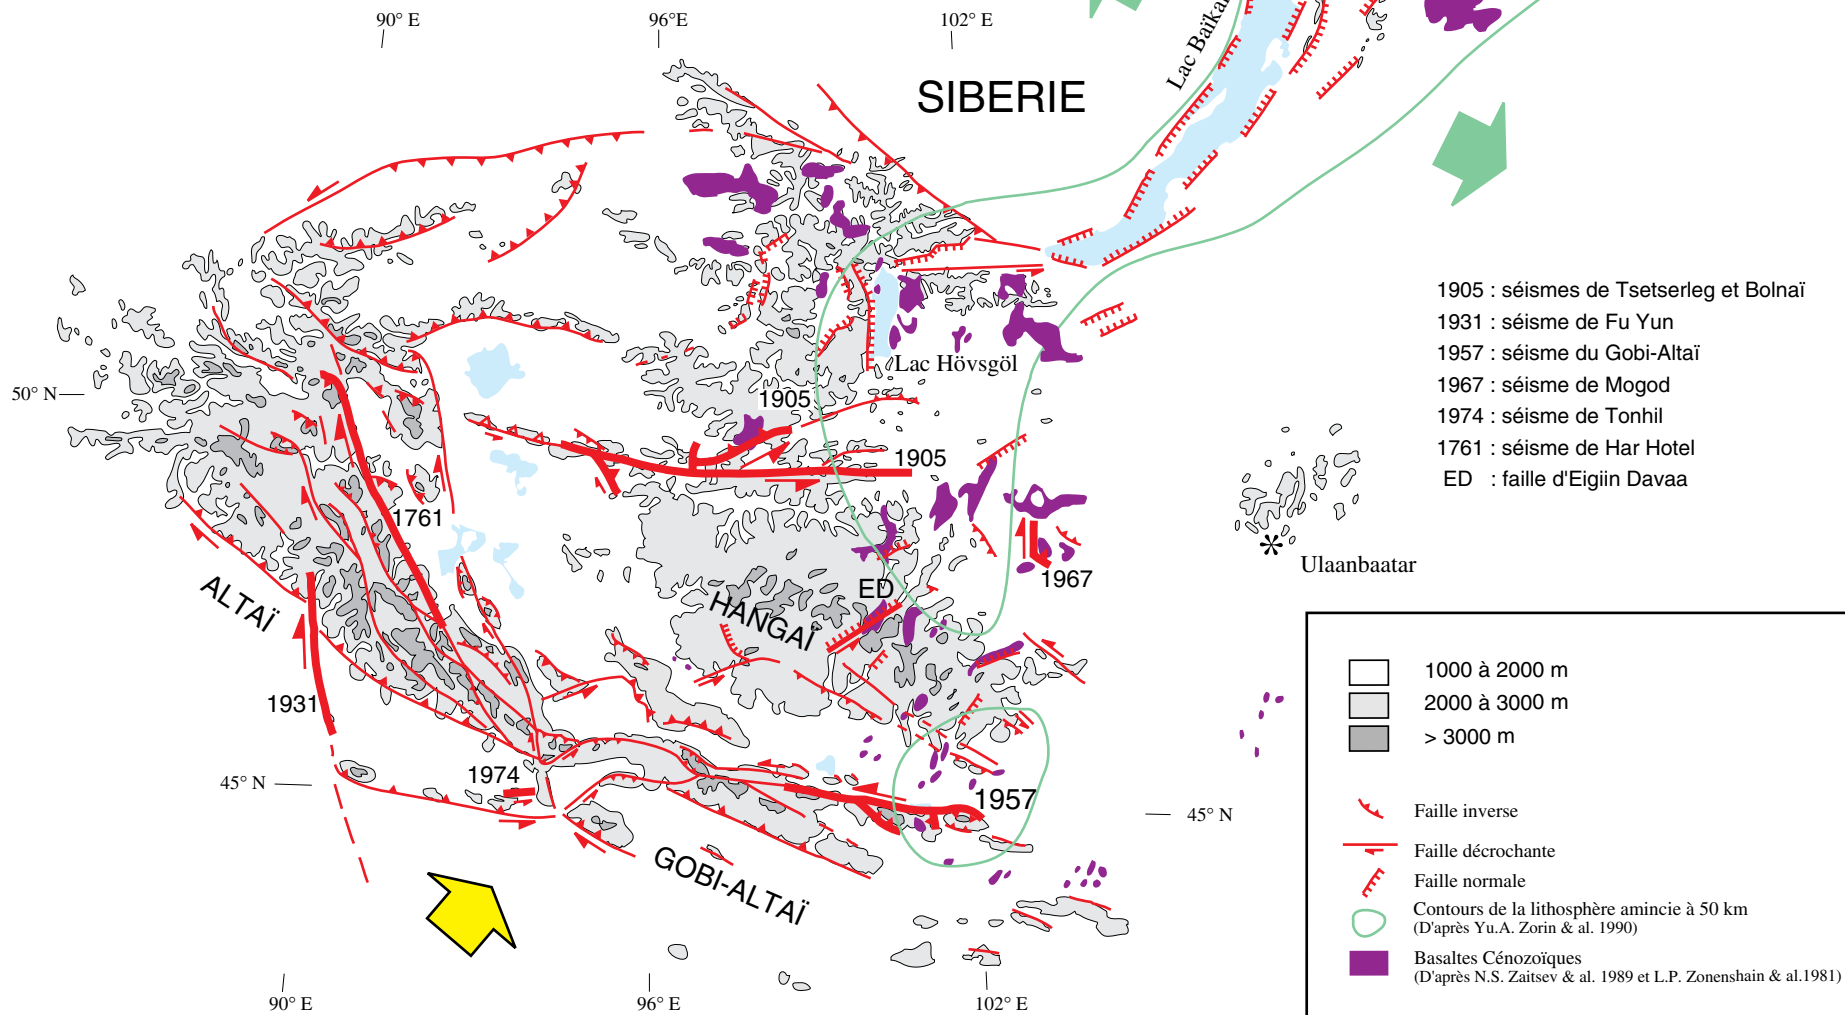 90° E
96°E
102° E
Lac Baïkal
SIBERIE
1905 : séismes de Tsetserleg et Bolnaï
1931 : séisme de Fu Yun
1957 : séisme du Gobi-Altaï
1967 : séisme de Mogod
1974 : séisme de Tonhil
1761 : séisme de Har Hotel
ED : faille d'Eigiin Davaa
Lac Hövsgöl
50° N
1905
1905
1761
Ulaanbaatar
1967
ED
ALTAÏ
HANGAÏ
1931
1974
45° N
1957
45° N
GOBI-ALTAÏ
90° E
96° E
102° E
1000 à 2000 m
2000 à 3000 m
> 3000 m
Faille inverse
Faille décrochante
Faille normale
Contours de la lithosphère amincie à 50 km
(D'après Yu.A. Zorin & al. 1990)
Basaltes Cénozoïques
(D'après N.S. Zaitsev & al. 1989 et L.P. Zonenshain & al.1981)